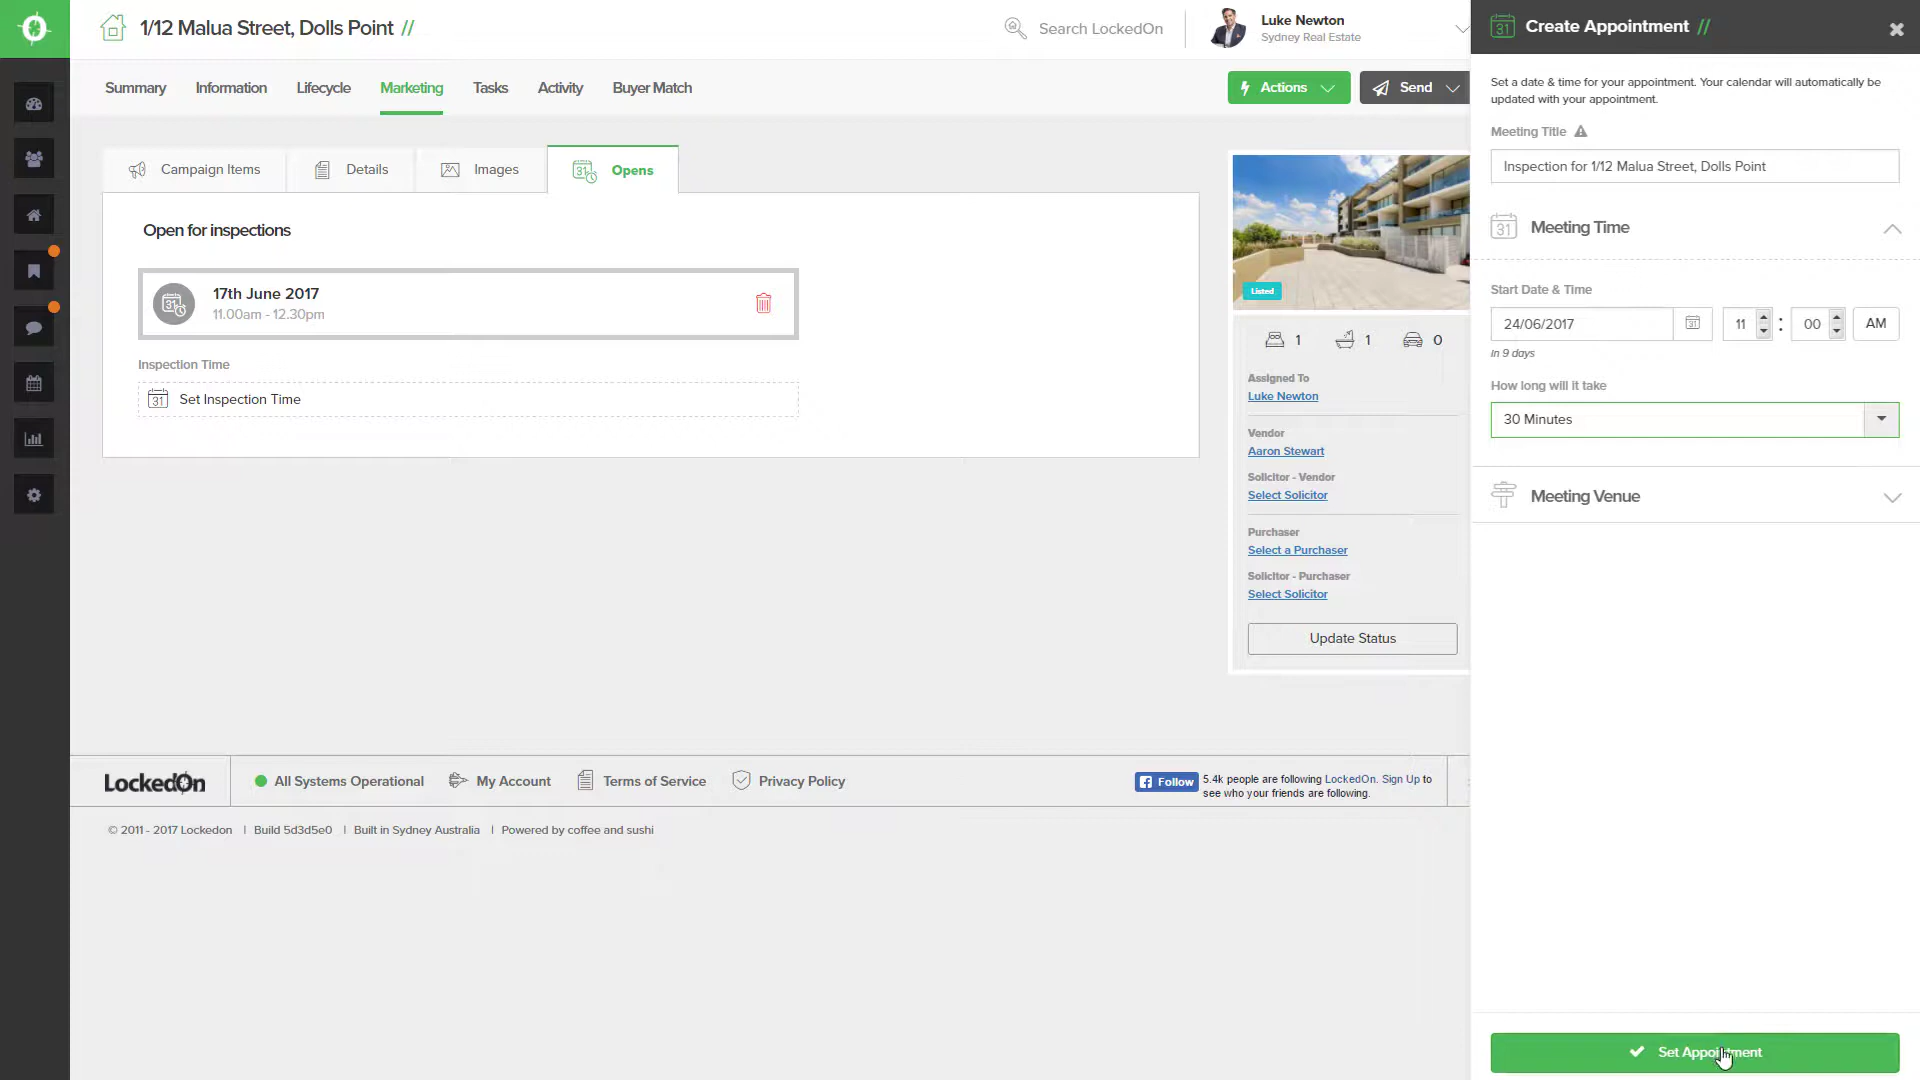 1/12 Malua Street, Dolls Point //
Search LockedOn
Luke Newton
Sydney Real Estate
Summary
Information
Lifecycle
Marketing
Tasks
Activity
Buyer Match
Actions
Send
Campaign Items
Details
Images
31
Opens
Open for inspections
31
17th June 2017
11.00am - 12.30pm
Inspection Time
31
Set Inspection Time
Listed
1
1
0
Assigned To
Luke Newton
Vendor
Aaron Stewart
Solicitor - Vendor
Select Solicitor
Purchaser
Select a Purchaser
Solicitor - Purchaser
Select Solicitor
Update Status
31
Create Appointment //
Set a date & time for your appointment. Your calendar will automatically be
updated with your appointment.
Meeting Title
Inspection for 1/12 Malua Street, Dolls Point
31
Meeting Time
Start Date & Time
24/06/2017
31
11 : 00 AM
In 9 days
How long will it take
30 Minutes
Meeting Venue
Set Appointment
LockedOn
All Systems Operational
My Account
Terms of Service
Privacy Policy
Follow
5.4k people are following LockedOn. Sign Up to
see who your friends are following.
© 2011 - 2017 Lockedon | Build 5d3d5e0 | Built in Sydney Australia | Powered by coffee and sushi